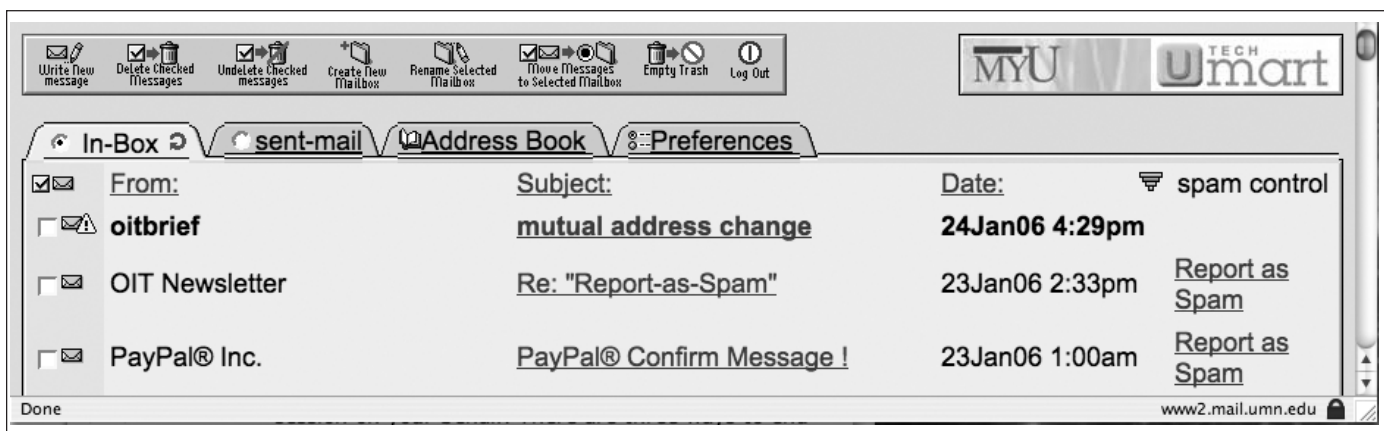 Write New message
Delete Checked Messages
Undelete Checked messages
Create New Mailbox
Rename Selected Mailbox
Move Messages to Selected Mailbox
Empty Trash
Log Out
MYU
U TECH mart
In-Box
sent-mail
Address Book
Preferences
From: Subject: Date: spam control
oitbrief mutual address change 24Jan06 4:29pm
OIT Newsletter Re: "Report-as-Spam" 23Jan06 2:33pm Report as Spam
PayPal® Inc. PayPal® Confirm Message ! 23Jan06 1:00am Report as Spam
Done www2.mail.umn.edu